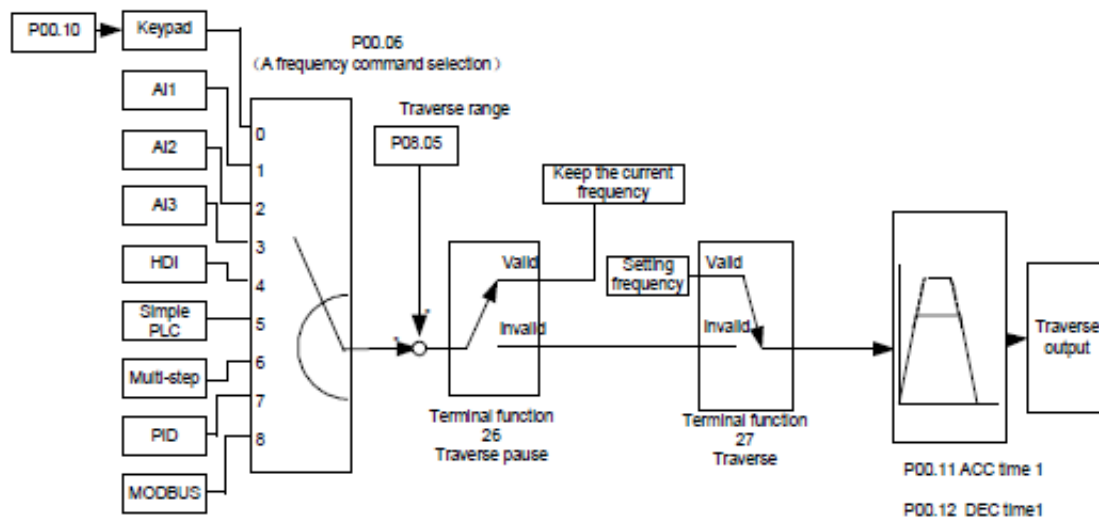 P00.10
Keypad
P00.06
（A frequency command selection）
AI1
Traverse range
AI2
P08.05
AI3
HDI
Simple
PLC
Multi-step
PID
MODBUS
0
1
2
3
4
5
6
7
8
Keep the current
frequency
Valid
Invalid
Terminal function
26
Traverse pause
Setting
frequency
Valid
Invalid
Terminal function
27
Traverse
Traverse
output
P00.11 ACC time 1
P00.12 DEC time1